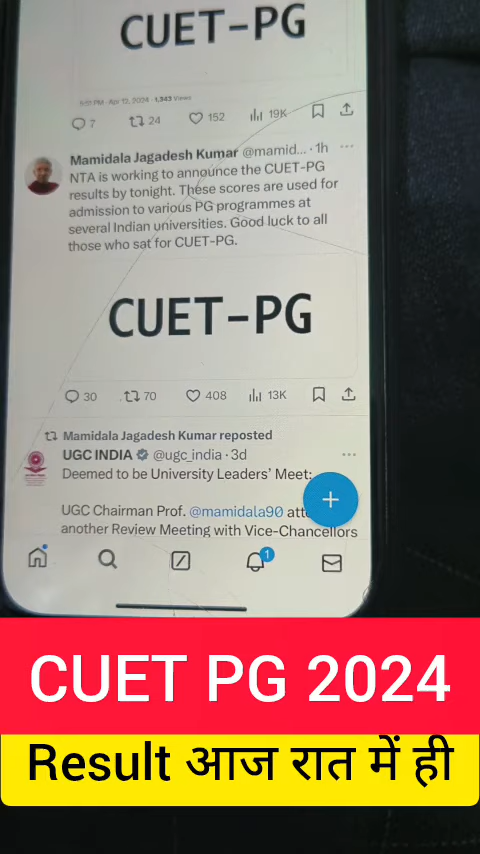 CUET-PG
5:57 PM · Apr 12, 2024 · 1,343 Views
7 24 152 19K
Mamidala Jagadesh Kumar @mamid... · 1h
NTA is working to announce the CUET-PG
results by tonight. These scores are used for
admission to various PG programmes at
several Indian universities. Good luck to all
those who sat for CUET-PG.
CUET-PG
30 70 408 13K
Mamidala Jagadesh Kumar reposted
UGC INDIA @ugc_india · 3d
Deemed to be University Leaders' Meet:
UGC Chairman Prof. @mamidala90 att
another Review Meeting with Vice-Chancellors
1
CUET PG 2024
Result आज रात में ही